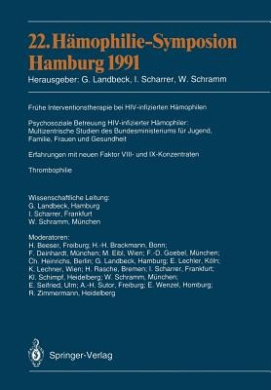 22. Hämophilie-Symposion
Hamburg 1991
Herausgeber: G. Landbeck, I. Scharrer, W. Schramm
Frühe Interventionstherapie bei HIV-infizierten Hämophilen
Psychosoziale Betreuung HIV-infizierter Hämophiler:
Multizentrische Studien des Bundesministeriums für Jugend,
Familie, Frauen und Gesundheit
Erfahrungen mit neuen Faktor VIII- und IX-Konzentraten
Thrombophilie
Wissenschaftliche Leitung:
G. Landbeck, Hamburg
I. Scharrer, Frankfurt
W. Schramm, München
Moderatoren:
H. Beeser, Freiburg; H.-H. Brackmann, Bonn;
F. Deinhardt, München; M. Eibl, Wien; F.-D. Goebel, München;
Ch. Heinrichs, Berlin; G. Landbeck, Hamburg; E. Lechler, Köln;
K. Lechner, Wien; H. Rasche, Bremen; I. Scharrer, Frankfurt;
Kl. Schimpf, Heidelberg; W. Schramm, München;
E. Seifried, Ulm; A.-H. Sutor, Freiburg; E. Wenzel, Homburg;
R. Zimmermann, Heidelberg
Springer-Verlag